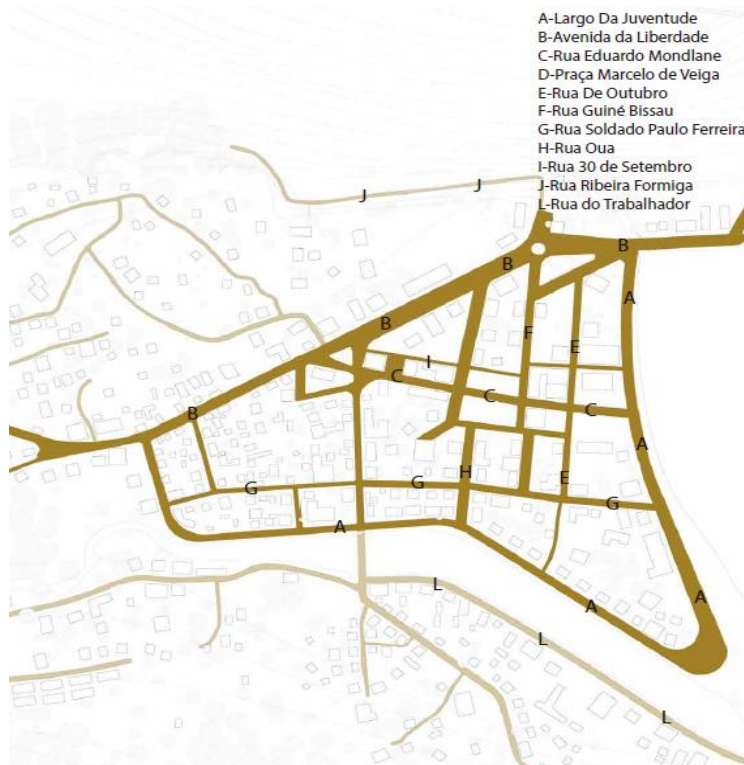 A-Largo Da Juventude
B-Avenida da Liberdade
C-Rua Eduardo Mondlane
D-Praça Marcelo de Veiga
E-Rua De Outubro
F-Rua Guiné Bissau
G-Rua Soldado Paulo Ferreira
H-Rua Oua
I-Rua 30 de Setembro
J-Rua Ribeira Formiga
L-Rua do Trabalhador
J
J
B
B
A
B
F
E
I
C
C
C
B
A
H
E
G
G
G
A
L
A
A
L
L